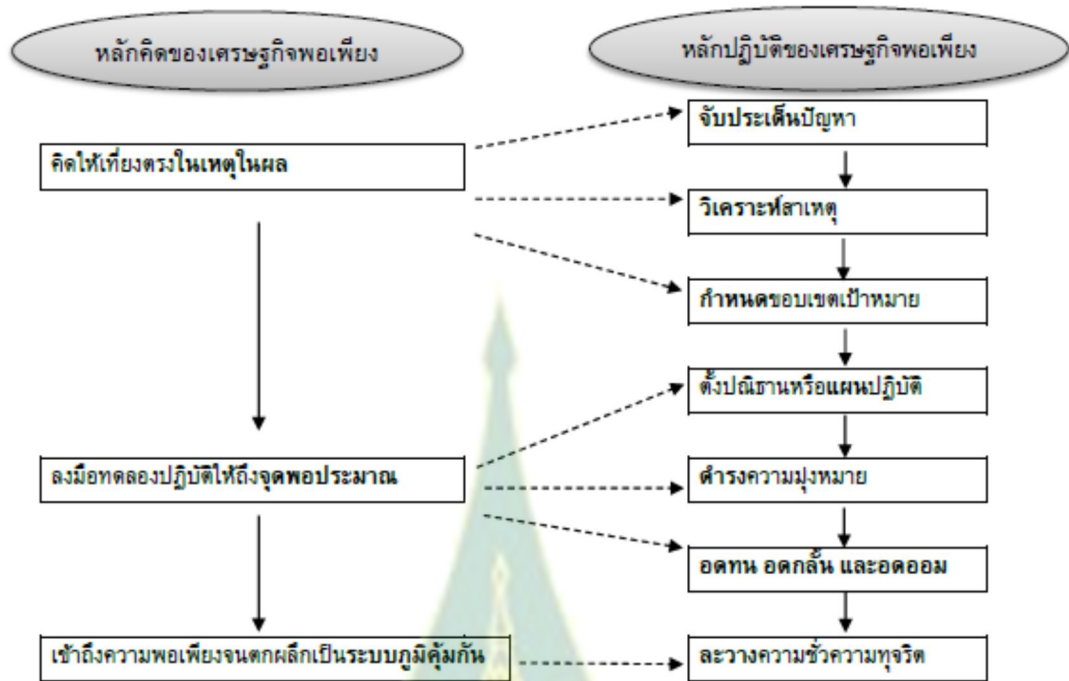 หลักคิดของเศรษฐกิจพอเพียง
หลักปฏิบัติของเศรษฐกิจพอเพียง
คิดให้เที่ยงตรงในเหตุในผล
จับประเด็นปัญหา
วิเคราะห์สาเหตุ
กำหนดขอบเขตเป้าหมาย
ตั้งปณิธานหรือแผนปฏิบัติ
ลงมือทดลองปฏิบัติให้ถึงจุดพอประมาณ
ดำรงความมุ่งหมาย
อดทน อดกลั้น และอดออม
เข้าถึงความพอเพียงจนตกผลึกเป็นระบบภูมิคุ้มกัน
ละวางความชั่วความทุจริต